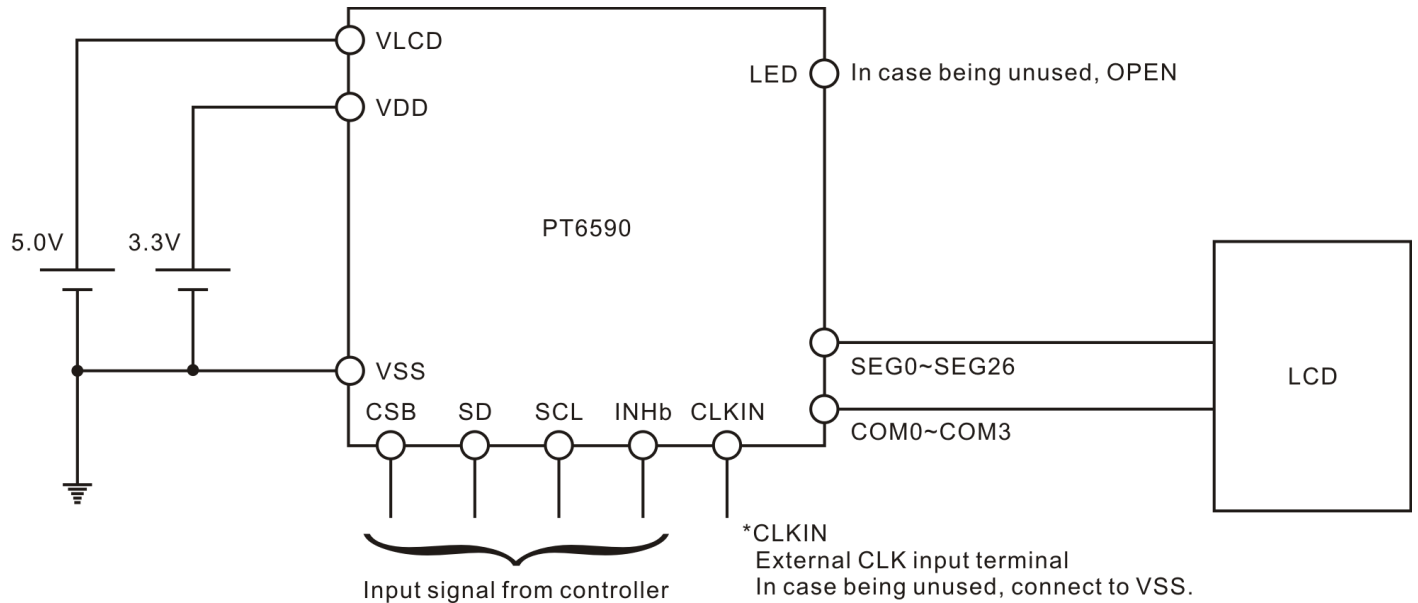 VLCD
LED
In case being unused, OPEN
VDD
PT6590
5.0V
3.3V
VSS
SEG0~SEG26
COM0~COM3
LCD
CSB
SD
SCL
INHb
CLKIN
*CLKIN
External CLK input terminal
In case being unused, connect to VSS.
Input signal from controller